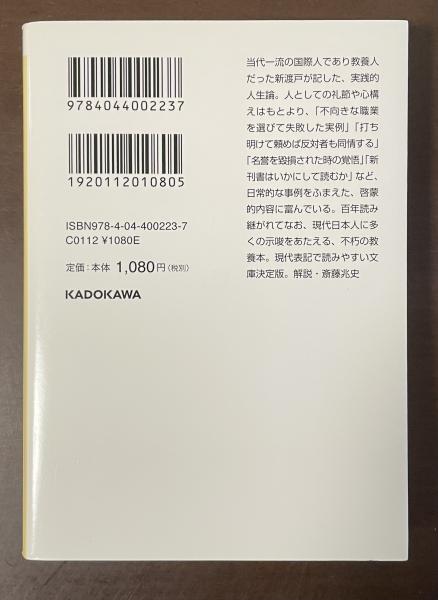 9784044002237
1920112010805
ISBN978-4-04-400223-7
C0112 ¥1080E
定価：本体 1,080円（税別）
KADOKAWA
当代一流の国際人であり教養人
だった新渡戸が記した、実践的
人生論。人としての礼節や心構
えはもとより、「不向きな職業
を選びて失敗した実例」「打ち
明けて頼めば反対者も同情する」
「名誉を毀損された時の覚悟」「新
刊書はいかにして読むか」など、
日常的な事例をふまえた、啓蒙
的内容に富んでいる。百年読み
継がれてなお、現代日本人に多
くの示唆をあたえる、不朽の教
養本。現代表記で読みやすい文
庫決定版。解説・斎藤兆史